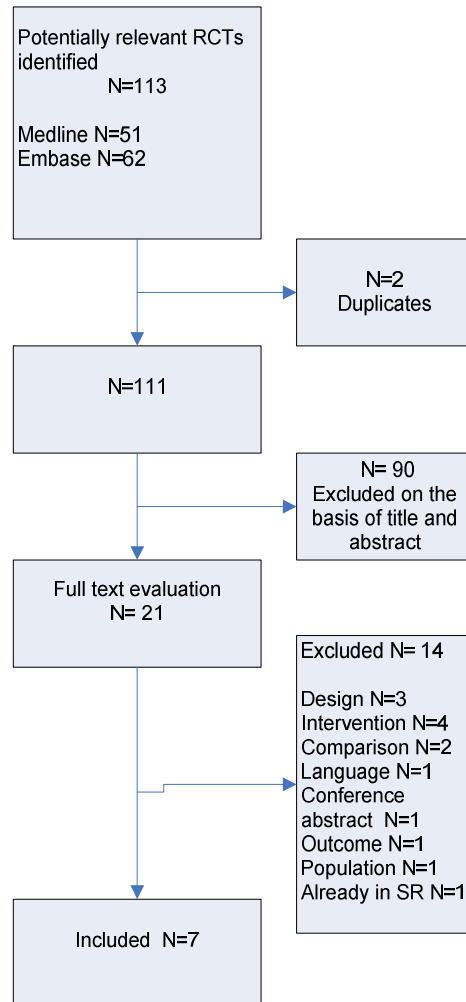 Potentially relevant RCTs
identified
N=113
Medline N=51
Embase N=62
N=2
Duplicates
N=111
N= 90
Excluded on the
basis of title and
abstract
Full text evaluation
N= 21
Excluded N= 14
Design N=3
Intervention N=4
Comparison N=2
Language N=1
Conference
abstract N=1
Outcome N=1
Population N=1
Already in SR N=1
Included N=7